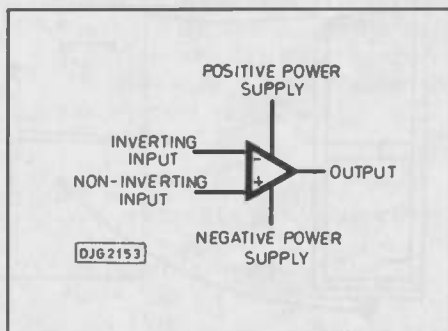 POSITIVE POWER
SUPPLY
INVERTING
INPUT
-
+
NON-INVERTING
INPUT
OUTPUT
NEGATIVE POWER
SUPPLY
DJG2153